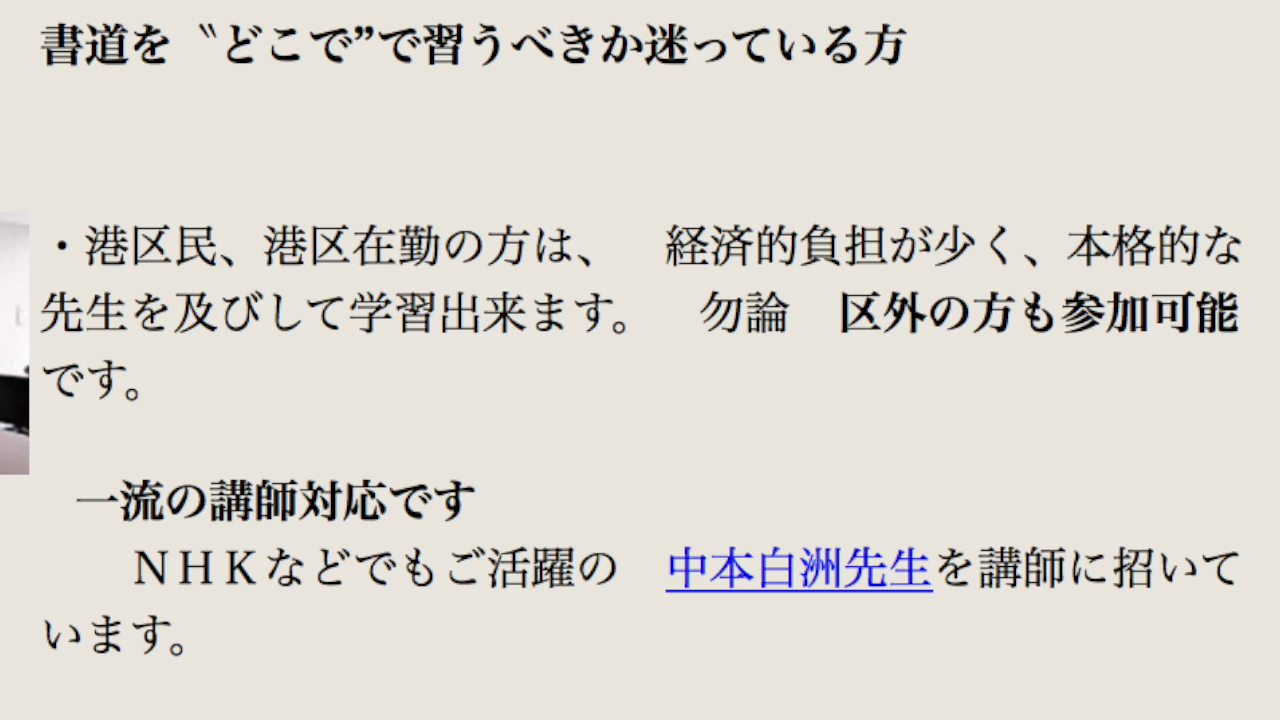 書道を〝どこで”で習うべきか迷っている方
・港区民、港区在勤の方は、　経済的負担が少く、本格的な
先生を及びして学習出来ます。　勿論　区外の方も参加可能
です。
一流の講師対応です
ＮＨＫなどでもご活躍の　中本白洲先生を講師に招いて
います。